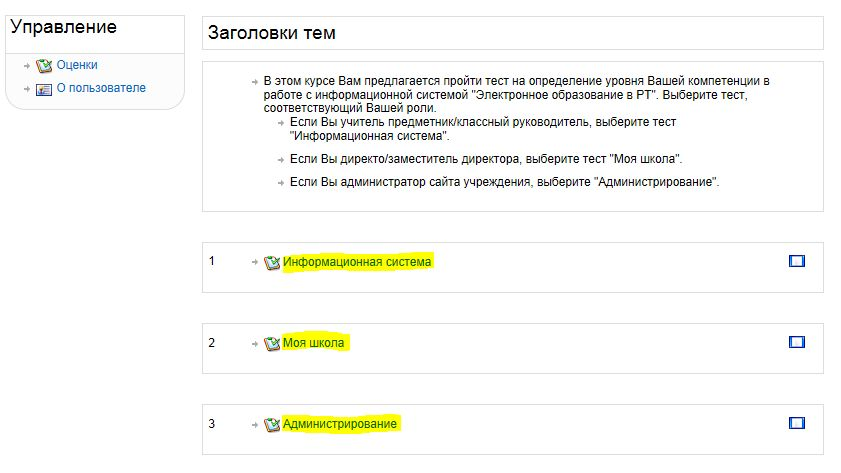 Управление
Оценки
О пользователе
Заголовки тем
В этом курсе Вам предлагается пройти тест на определение уровня Вашей компетенции в
работе с информационной системой "Электронное образование в РТ". Выберите тест,
соответствующий Вашей роли.
Если Вы учитель предметник/классный руководитель, выберите тест
"Информационная система".
Если Вы директо/заместитель директора, выберите тест "Моя школа".
Если Вы администратор сайта учреждения, выберите "Администрирование".
1 Информационная система
2 Моя школа
3 Администрирование